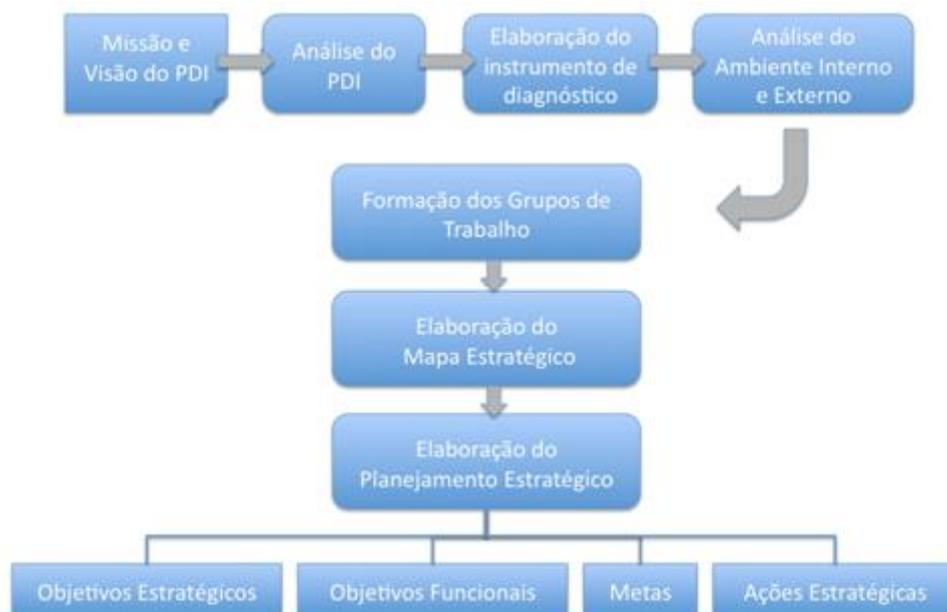 Missão e
Visão do PDI
Análise do
PDI
Elaboração do
instrumento de
diagnóstico
Análise do
Ambiente Interno
e Externo
Formação dos Grupos de
Trabalho
Elaboração do
Mapa Estratégico
Elaboração do
Planejamento Estratégico
Objetivos Estratégicos
Objetivos Funcionais
Metas
Ações Estratégicas